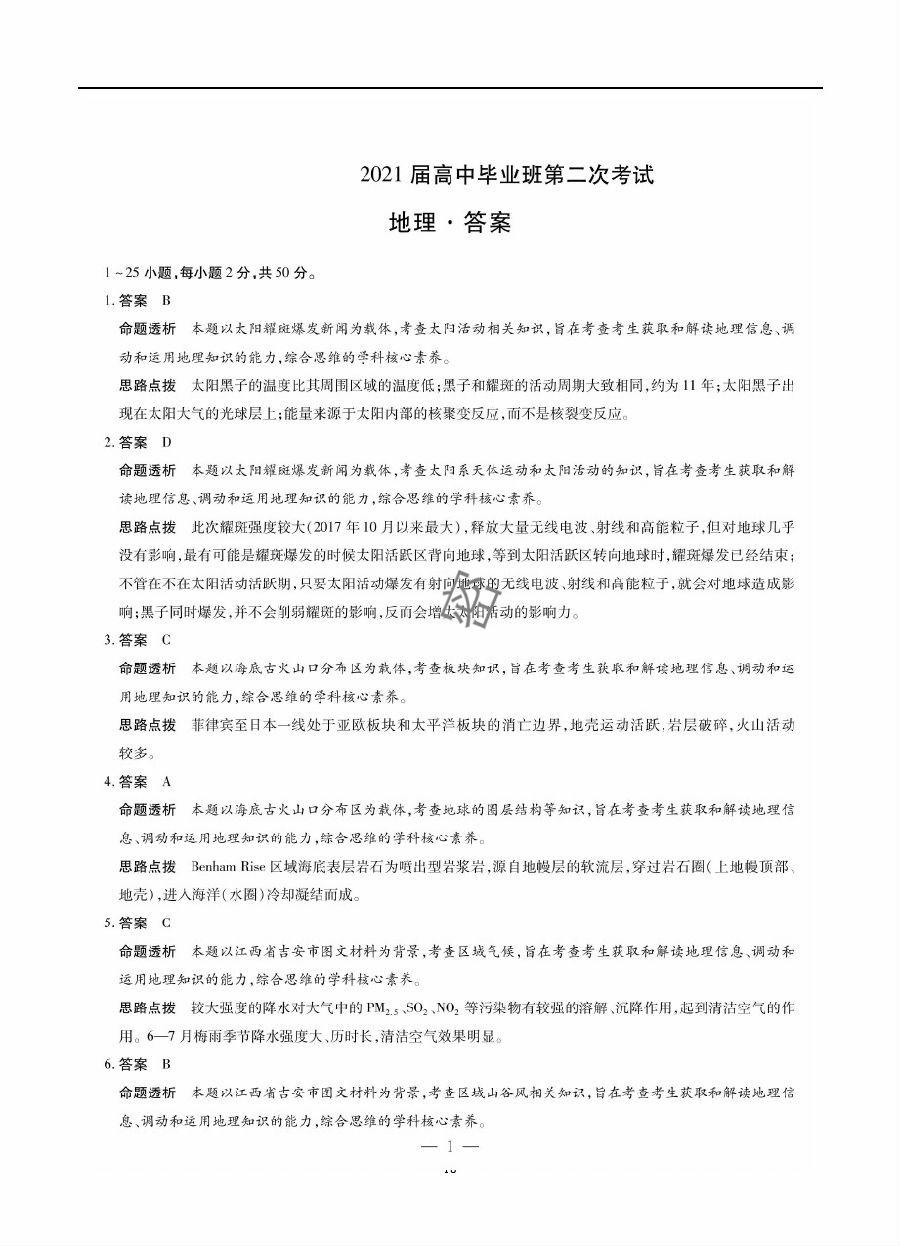 2021 届高中毕业班第二次考试
地理·答案
1~25 小题,每小题 2 分,共 50 分。
1. 答案 B
命题透析 本题以太阳耀斑爆发新闻为载体,考查太阳活动相关知识,旨在考查考生获取和解读地理信息、调
动和运用地理知识的能力,综合思维的学科核心素养。
思路点拨 太阳黑子的温度比其周围区域的温度低;黑子和耀斑的活动周期大致相同,约为 11 年;太阳黑子出
现在太阳大气的光球层上;能量来源于太阳内部的核聚变反应,而不是核裂变反应。
2. 答案 D
命题透析 本题以太阳耀斑爆发新闻为载体,考查太阳系天体运动和太阳活动的知识,旨在考查考生获取和解
读地理信息、调动和运用地理知识的能力,综合思维的学科核心素养。
思路点拨 此次耀斑强度较大(2017 年 10 月以来最大),释放大量无线电波、射线和高能粒子,但对地球几乎
没有影响,最有可能是耀斑爆发的时候太阳活跃区背向地球,等到太阳活跃区转向地球时,耀斑爆发已经结束;
不管在不在太阳活动活跃期,只要太阳活动爆发有射向地球的无线电波、射线和高能粒子,就会对地球造成影
响;黑子同时爆发,并不会削弱耀斑的影响,反而会增大太阳活动的影响力。
3. 答案 C
命题透析 本题以海底古火山口分布区为载体,考查板块知识,旨在考查考生获取和解读地理信息、调动和运
用地理知识的能力,综合思维的学科核心素养。
思路点拨 菲律宾至日本一线处于亚欧板块和太平洋板块的消亡边界,地壳运动活跃,岩层破碎,火山活动
较多。
4. 答案 A
命题透析 本题以海底古火山口分布区为载体,考查地球的圈层结构等知识,旨在考查考生获取和解读地理信
息、调动和运用地理知识的能力,综合思维的学科核心素养。
思路点拨 Benham Rise 区域海底表层岩石为喷出型岩浆岩,源自地幔层的软流层,穿过岩石圈(上地幔顶部、
地壳),进入海洋(水圈)冷却凝结而成。
5. 答案 C
命题透析 本题以江西省吉安市图文材料为背景,考查区域气候,旨在考查考生获取和解读地理信息、调动和
运用地理知识的能力,综合思维的学科核心素养。
思路点拨 较大强度的降水对大气中的 PM2.5、SO2、NO2 等污染物有较强的溶解、沉降作用,起到清洁空气的作
用。6—7 月梅雨季节降水强度大、历时长,清洁空气效果明显。
6. 答案 B
命题透析 本题以江西省吉安市图文材料为背景,考查区域山谷风相关知识,旨在考查考生获取和解读地理信
息、调动和运用地理知识的能力,综合思维的学科核心素养。
— 1 —